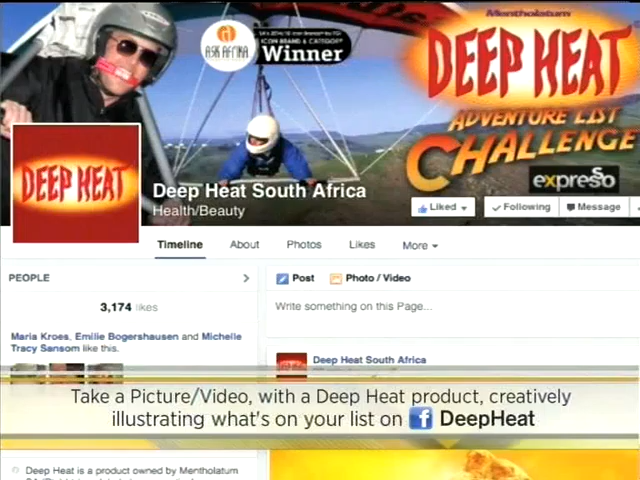 Mentholatum
ASK AFRIKA
ICON BRAND & CATEGORY
Winner
DEEP HEAT
ADVENTURE LIST
CHALLENGE
expresso
DEEP HEAT
Deep Heat South Africa
Health/Beauty
Liked
Following
Message
Timeline
About
Photos
Likes
More
PEOPLE
Post
Photo / Video
3,174 likes
Write something on this Page...
Maria Kroes, Emilie Bogershausen and Michelle
Tracy Sansom like this.
Deep Heat South Africa
Take a Picture/Video, with a Deep Heat product, creatively
illustrating what's on your list on f DeepHeat
Deep Heat is a product owned by Mentholatum